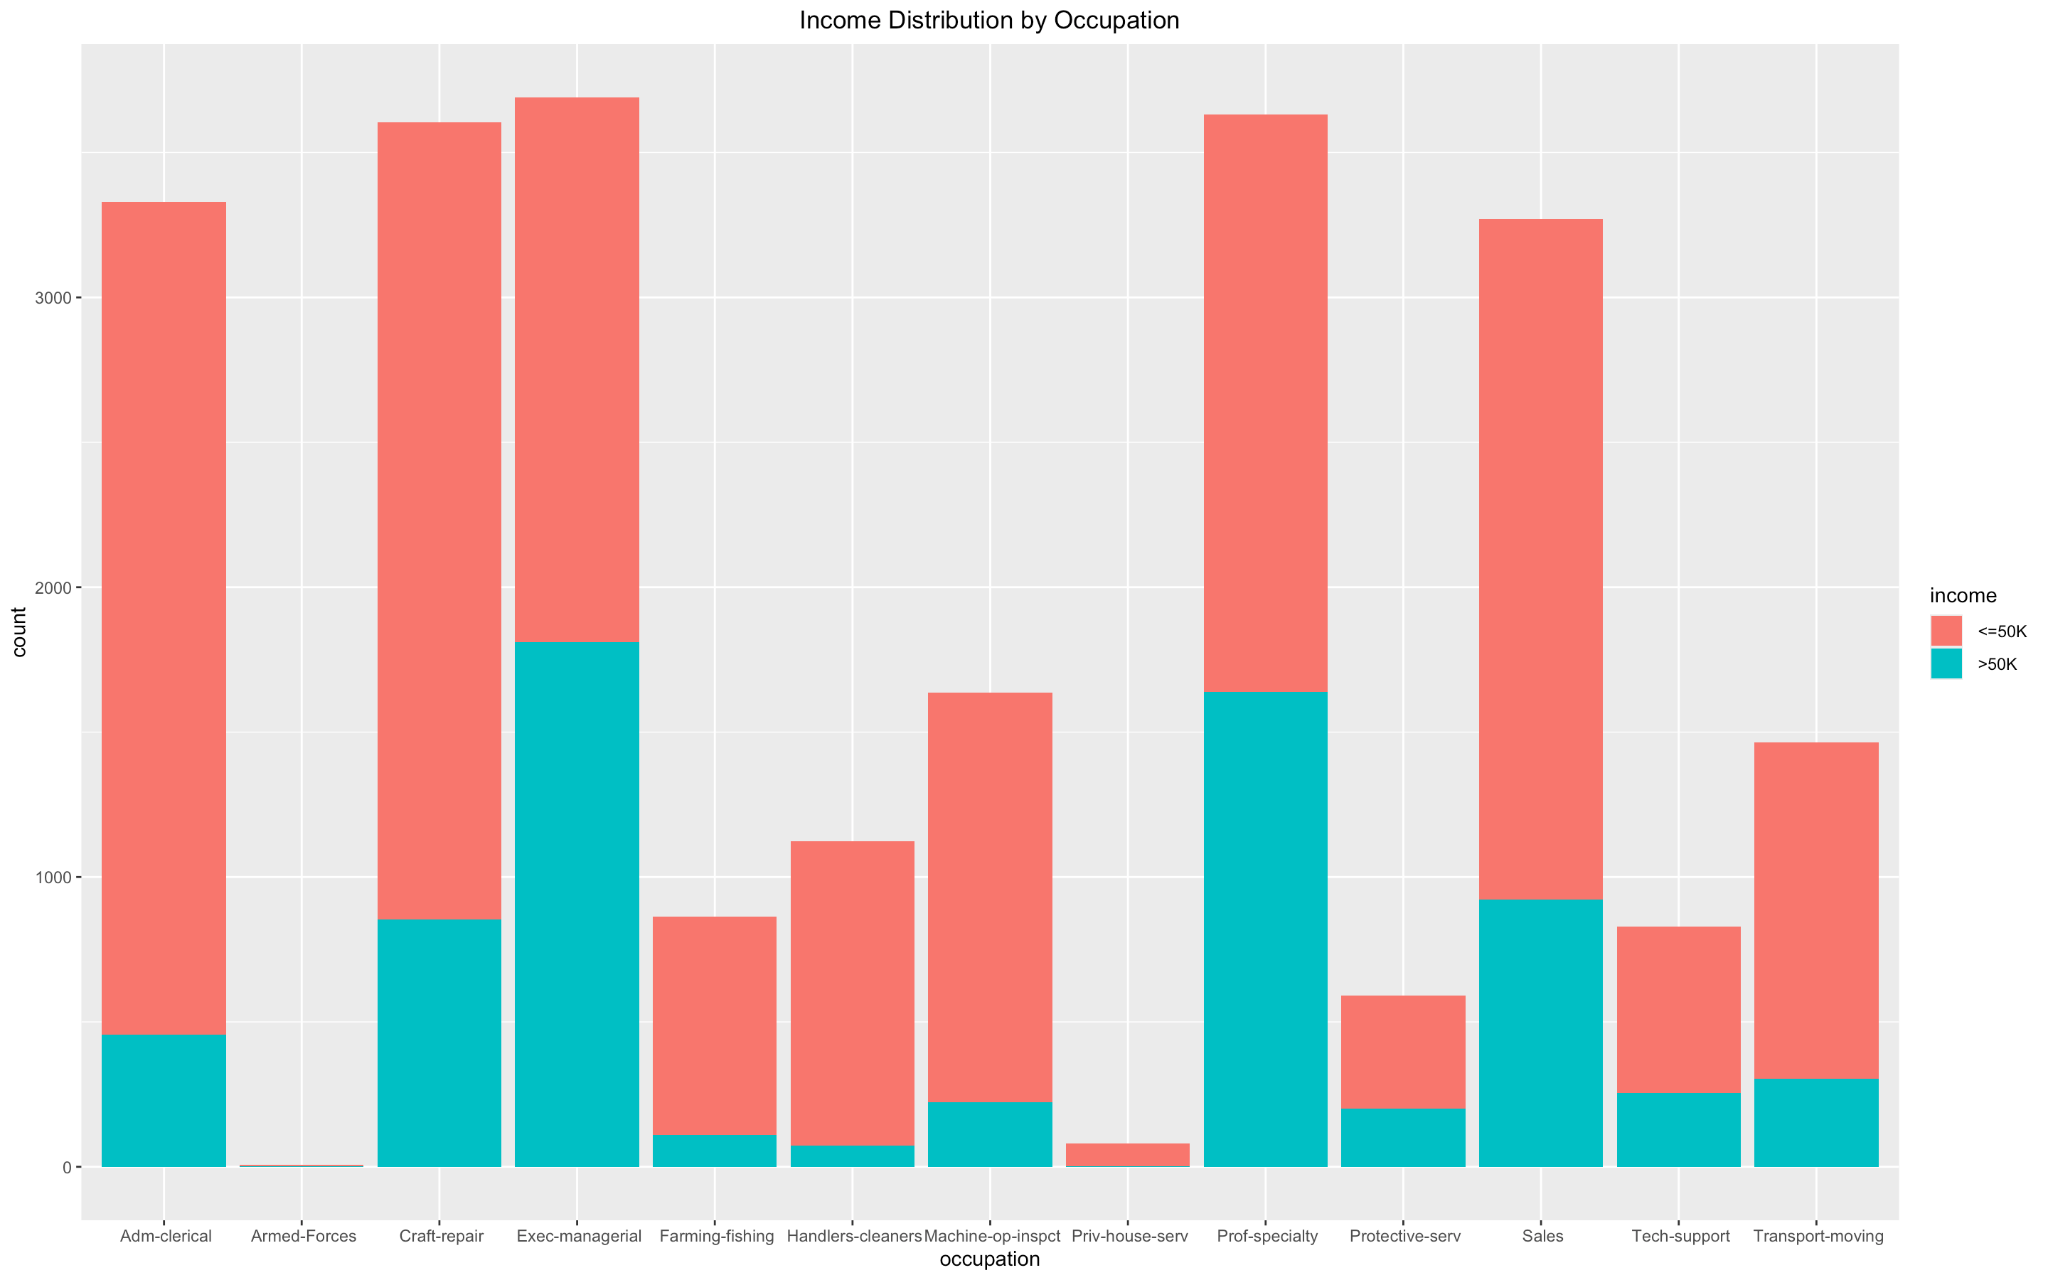 Income Distribution by Occupation
count
3000
2000
1000
0
Adm-clerical
Armed-Forces
Craft-repair
Exec-managerial
Farming-fishing
Handlers-cleaners
Machine-op-inspct
Priv-house-serv
Prof-specialty
Protective-serv
Sales
Tech-support
Transport-moving
occupation
income
<=50K
>50K